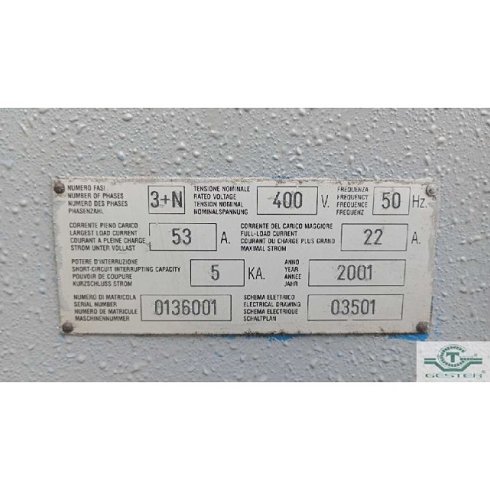 NUMERO FASI
NUMBER OF PHASES
NUMERO DES PHASES
PHASENZAHL
3+N
TENSIONE NOMINALE
RATED VOLTAGE
TENSION NOMINAL
NOMINALSPANNUNG
400 V.
FREQUENZA
FREQUENCY
FREQUENCE
FREQUENZ
50 Hz.
CORRENTE PIENO CARICO
LARGEST LOAD CURRENT
COURANT A PLEINE CHARGE
STROM UNTER VOLLAST
53 A.
CORRENTE DEL CARICO MAGGIORE
FULL-LOAD CURRENT
COURANT DU CHARGE PLUS GRAND
MAXIMAL STROM
22 A.
POTERE D'INTERRUZIONE
SHORT-CIRCUIT INTERRUPTING CAPACITY
POUVOIR DE COUPURE
KURZSCHLUSS STROM
5 KA.
ANNO
YEAR
ANNÉE
JAHR
2001
NUMERO DI MATRICOLA
SERIAL NUMBER
NUMERO DE MATRICULE
MASCHINENNUMMER
0136001
SCHEMA ELETTRICO
ELECTRICAL DRAWING
SCHEMA ELECTRIQUE
SCHALTPLAN
03501
GESTER